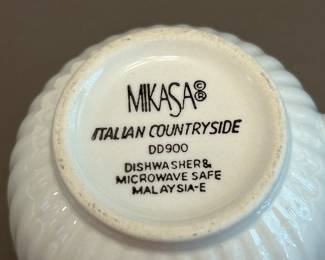 MIKASA
ITALIAN COUNTRYSIDE
DD900
DISHWASHER &
MICROWAVE SAFE
MALAYSIA-E